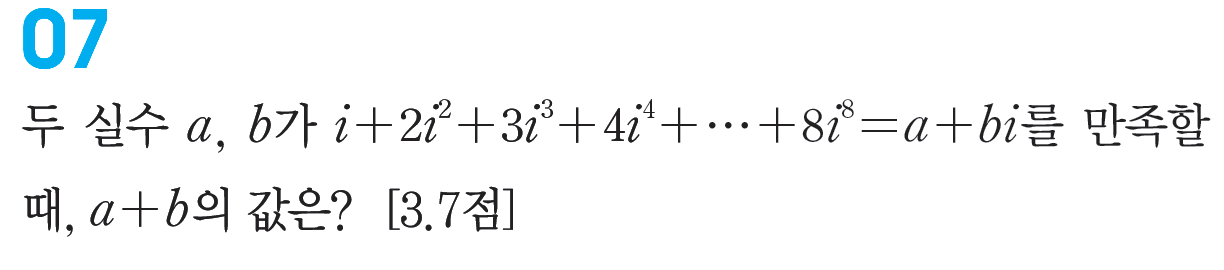 07
두 실수 a, b가 i+2i²+3i³+4i⁴+⋯+8i⁸=a+bi를 만족할
때, a+b의 값은? [3.7점]